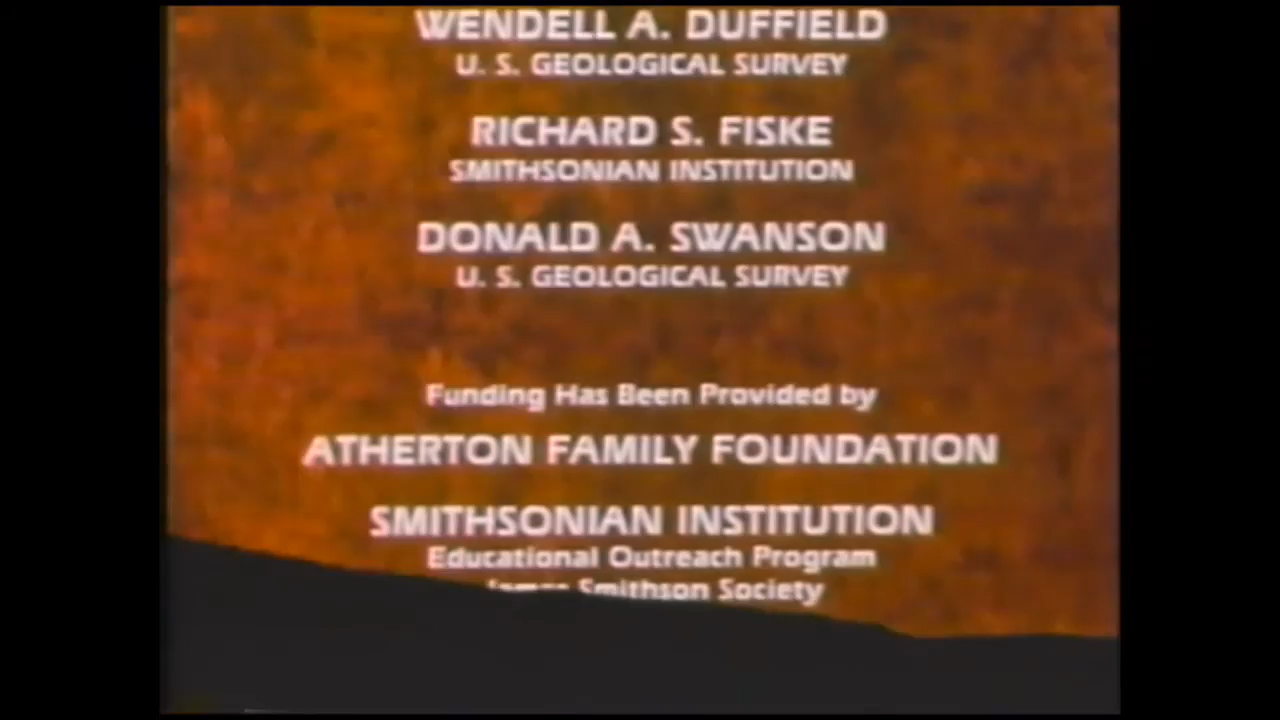 WENDELL A. DUFFIELD
U. S. GEOLOGICAL SURVEY
RICHARD S. FISKE
SMITHSONIAN INSTITUTION
DONALD A. SWANSON
U. S. GEOLOGICAL SURVEY
Funding Has Been Provided by
ATHERTON FAMILY FOUNDATION
SMITHSONIAN INSTITUTION
Educational Outreach Program
James Smithson Society